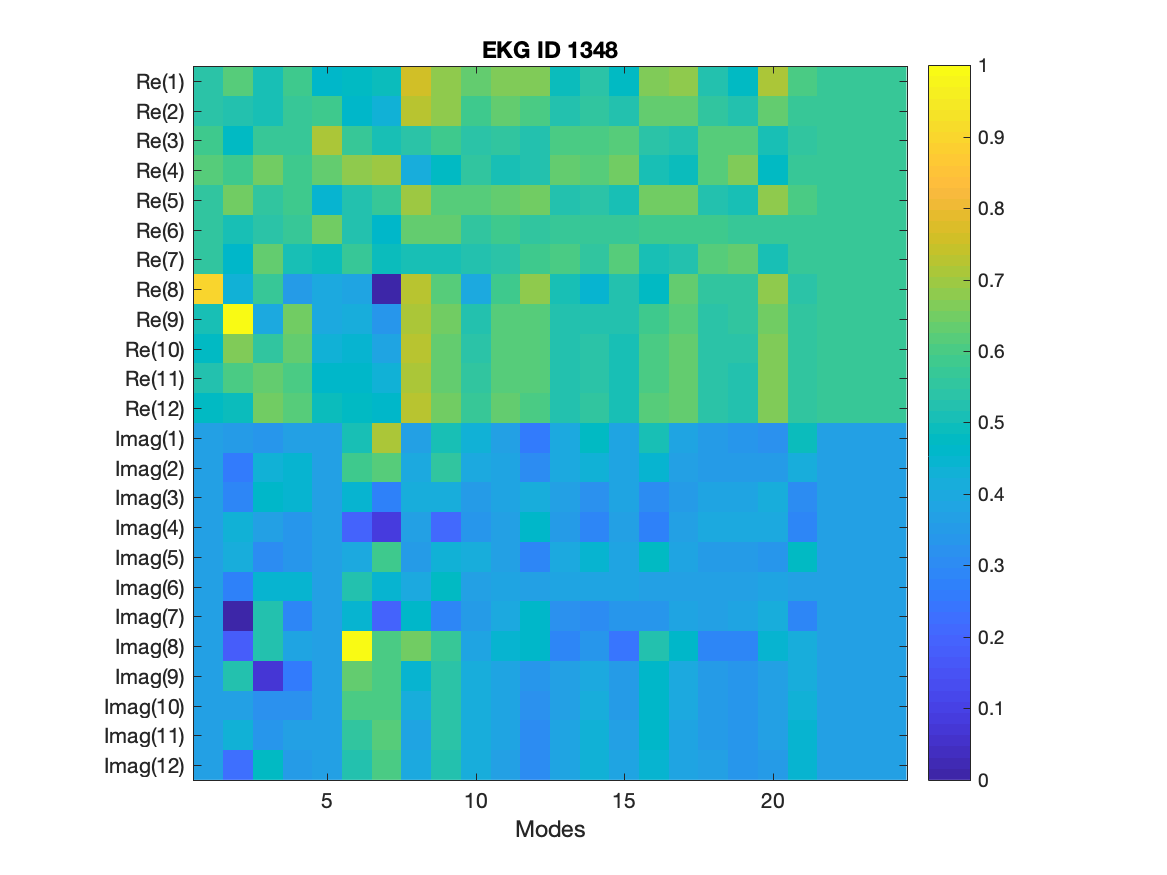 EKG ID 1348
Re(1)
Re(2)
Re(3)
Re(4)
Re(5)
Re(6)
Re(7)
Re(8)
Re(9)
Re(10)
Re(11)
Re(12)
Imag(1)
Imag(2)
Imag(3)
Imag(4)
Imag(5)
Imag(6)
Imag(7)
Imag(8)
Imag(9)
Imag(10)
Imag(11)
Imag(12)
5 10 15 20
Modes
1
0.9
0.8
0.7
0.6
0.5
0.4
0.3
0.2
0.1
0